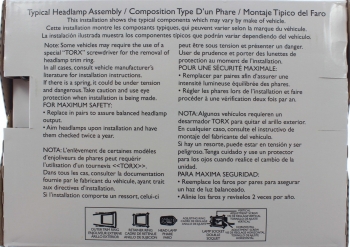 Typical Headlamp Assembly / Composition Type D'un Phare / Montaje Típico del Faro
This installation shows the typical components which may vary by make of vehicle.
Cette installation montre les composants typiques, qui peuvent varier selon la marque du véhicule.
La instalación ilustrada muestra los componentes típicos que podrán variar dependiendo del vehículo.
Note: Some vehicles may require the use of a
special "TORX" screwdriver for the removal of
headlamp trim ring.
In all cases, consult vehicle manufacturer's
literature for installation instructions.
If there is a spring, it could be under tension
and dangerous. Take caution and use eye
protection when installation is being made.
FOR MAXIMUM SAFETY:
• Replace in pairs to assure balanced headlamp
output.
• Aim headlamps upon installation and have
them checked twice a year.
NOTA: L'enlèvement de certains modèles
d'enjoliveurs de phares peut requérir
l'utilisation d'un tournevis <<TORX>>.
Dans tous les cas, consulter la documentation
fournie par le fabricant du véhicule, ayant trait
aux directives d'installation.
Si l'installation comporte un ressort, celui-ci
peut être sous tension et présenter un danger.
User de prudence et porter des lunettes de
protection au moment de l'installation.
POUR UNE SÉCURITÉ MAXIMALE:
• Remplacer par paires afin d'assurer une
intensité lumineuse équilibrée des phares.
• Régler les phares lors de l'installation et faire
procéder à une vérification deux fois par an.
NOTA: Algunos vehículos requieren un
desarmador TORX para quitar el arillo exterior.
En cualquier caso, consulte el instructivo de
montaje del fabricante del vehículo.
Si hay un resorte, puede estar en tensión y ser
peligroso. Tenga cuidado y use un protector
para los ojos cuando realice el cambio de la
unidad.
PARA MAXIMA SEGURIDAD:
• Reemplace los faros por pares para asegurar
un haz de luz balanceado.
• Alinie los faros y revíselos 2 veces por año.
OUTER TRIM RING
RETAINING RING
HEAD LAMP
PHARE
FARO
LAMP SOCKET